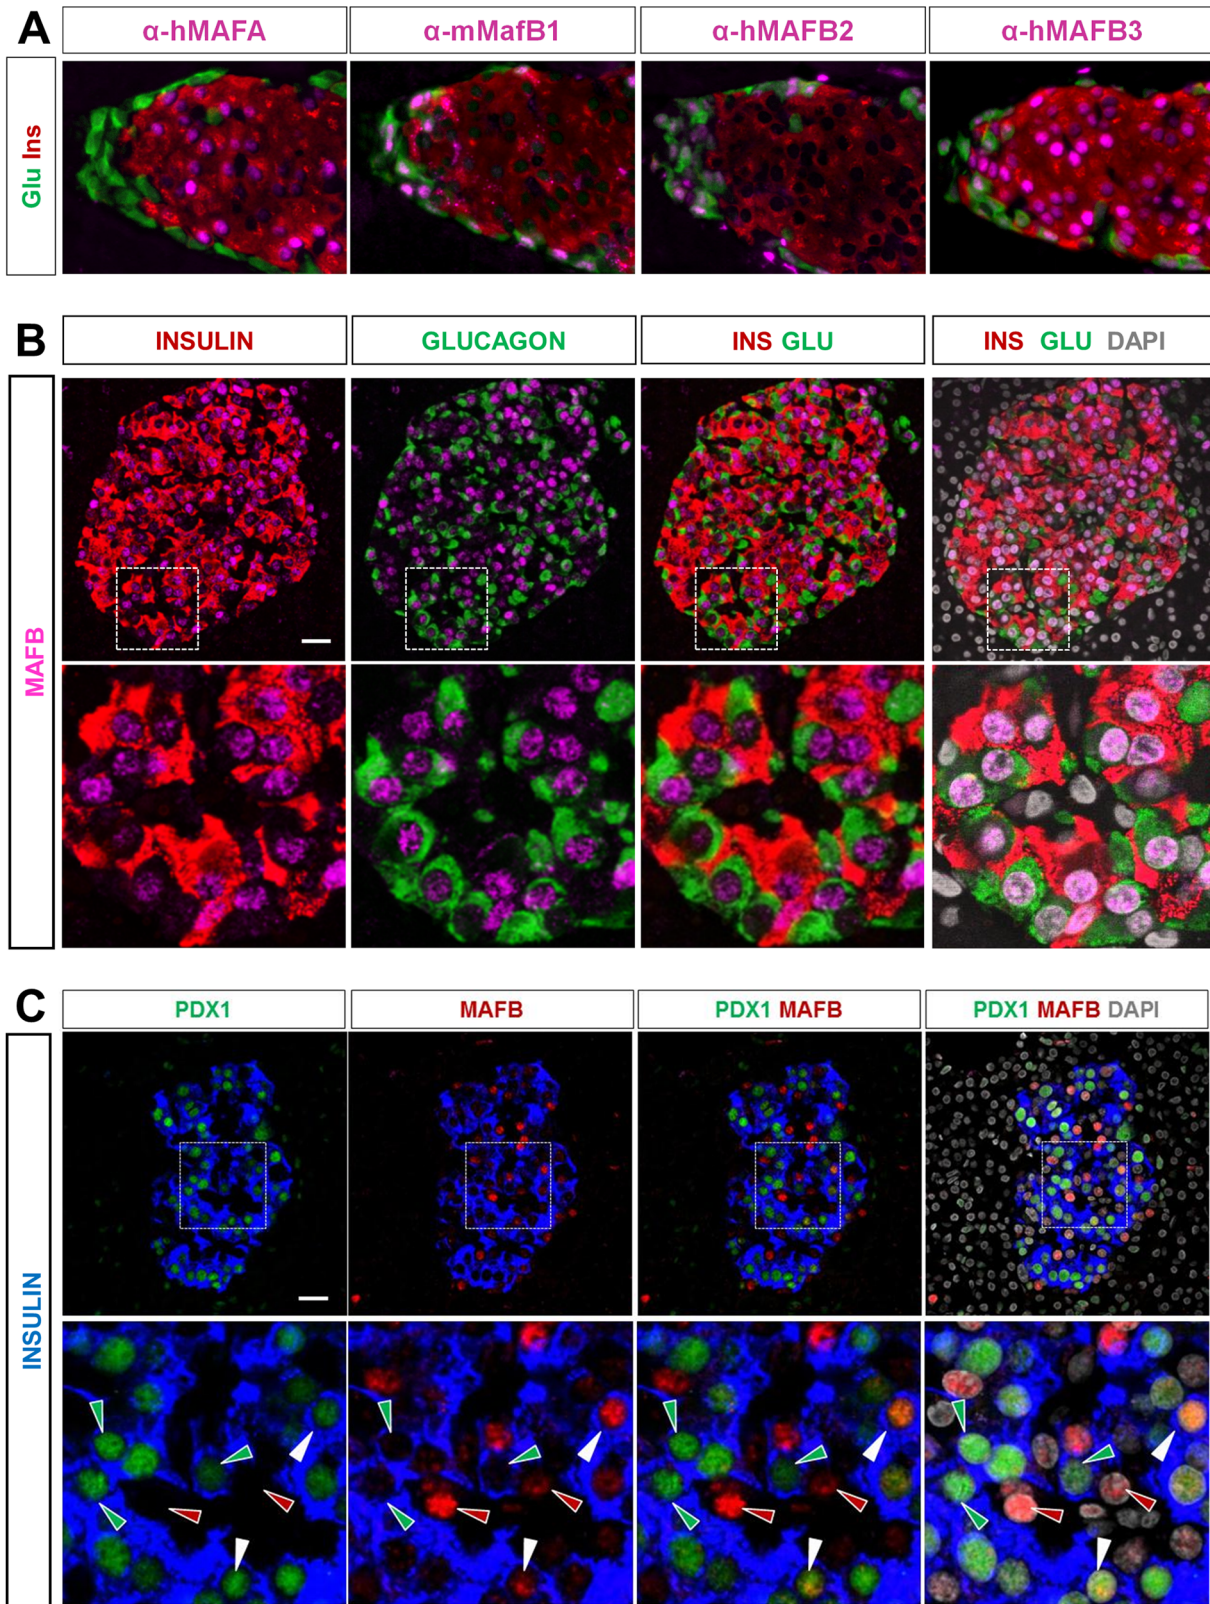 A
α-hMAFA
α-mMafB1
α-hMAFB2
α-hMAFB3
Glu Ins
B
INSULIN
GLUCAGON
INS GLU
INS GLU DAPI
MAFB
C
PDX1
MAFB
PDX1 MAFB
PDX1 MAFB DAPI
INSULIN